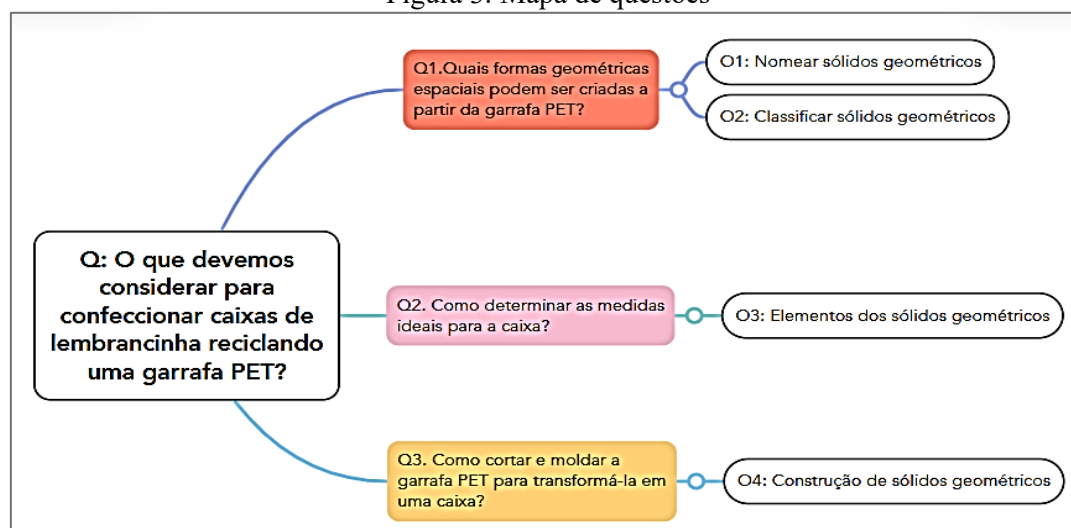 Figura 3: Mapa de questões
Q1.Quais formas geométricas
espaciais podem ser criadas a
partir da garrafa PET?
O1: Nomear sólidos geométricos
O2: Classificar sólidos geométricos
Q: O que devemos
considerar para
confeccionar caixas de
lembrancinha reciclando
uma garrafa PET?
Q2. Como determinar as medidas
ideais para a caixa?
O3: Elementos dos sólidos geométricos
Q3. Como cortar e moldar a
garrafa PET para transformá-la em
uma caixa?
O4: Construção de sólidos geométricos